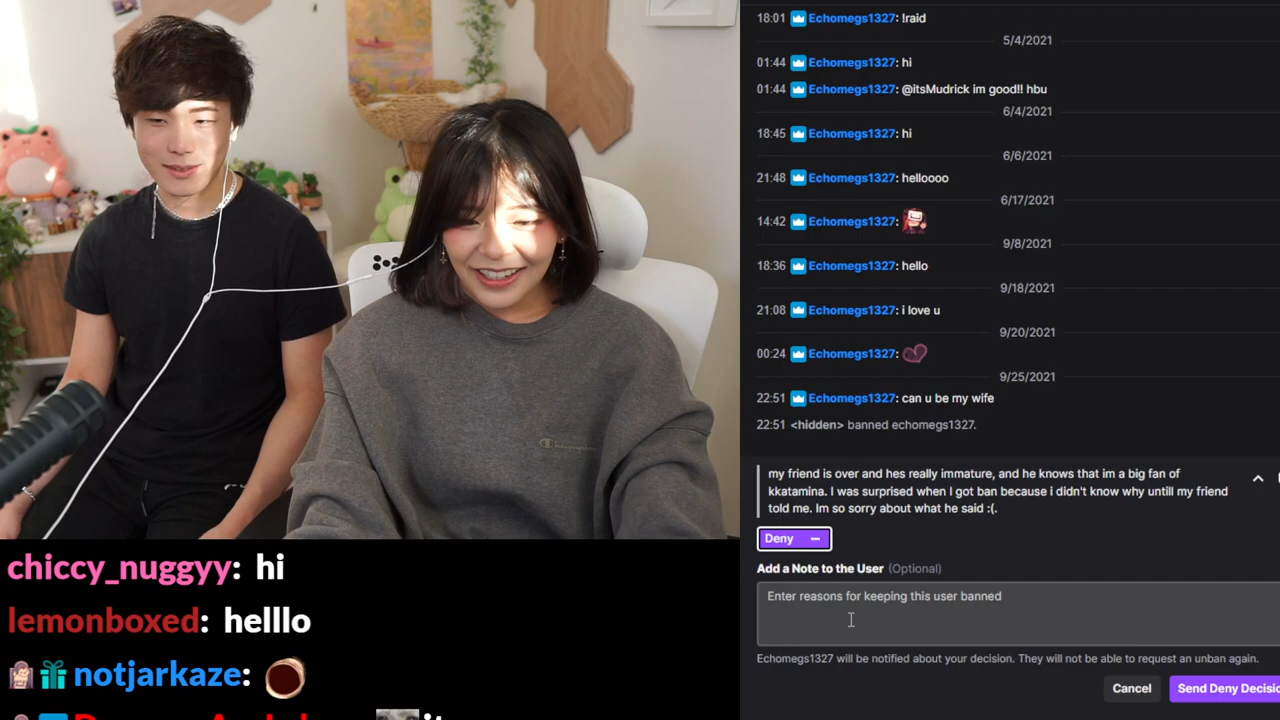 18:01 Echomegs1327: !raid
5/4/2021
01:44 Echomegs1327: hi
01:44 Echomegs1327: @itsMudrick im good!! hbu
6/4/2021
18:45 Echomegs1327: hi
6/6/2021
21:48 Echomegs1327: helloooo
6/17/2021
14:42 Echomegs1327:
9/8/2021
18:36 Echomegs1327: hello
9/18/2021
21:08 Echomegs1327: i love u
9/20/2021
00:24 Echomegs1327:
9/25/2021
22:51 Echomegs1327: can u be my wife
22:51 <hidden> banned echomegs1327.
my friend is over and hes really immature, and he knows that im a big fan of
kkatamina. I was surprised when I got ban because i didn't know why untill my friend
told me. Im so sorry about what he said :(.
Deny
Add a Note to the User (Optional)
Enter reasons for keeping this user banned
Echomegs1327 will be notified about your decision. They will not be able to request an unban again.
Cancel
Send Deny Decisio
Champion
chiccy_nuggyy: hi
lemonboxed: helllo
notjarkaze: